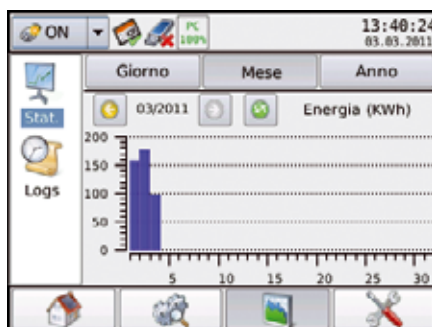 ON
PC
100%
13:40:24
03.03.2011
Giorno Mese Anno
Stat.
03/2011 Energia (KWh)
Logs
200
150
100
50
0
5 10 15 20 25 30